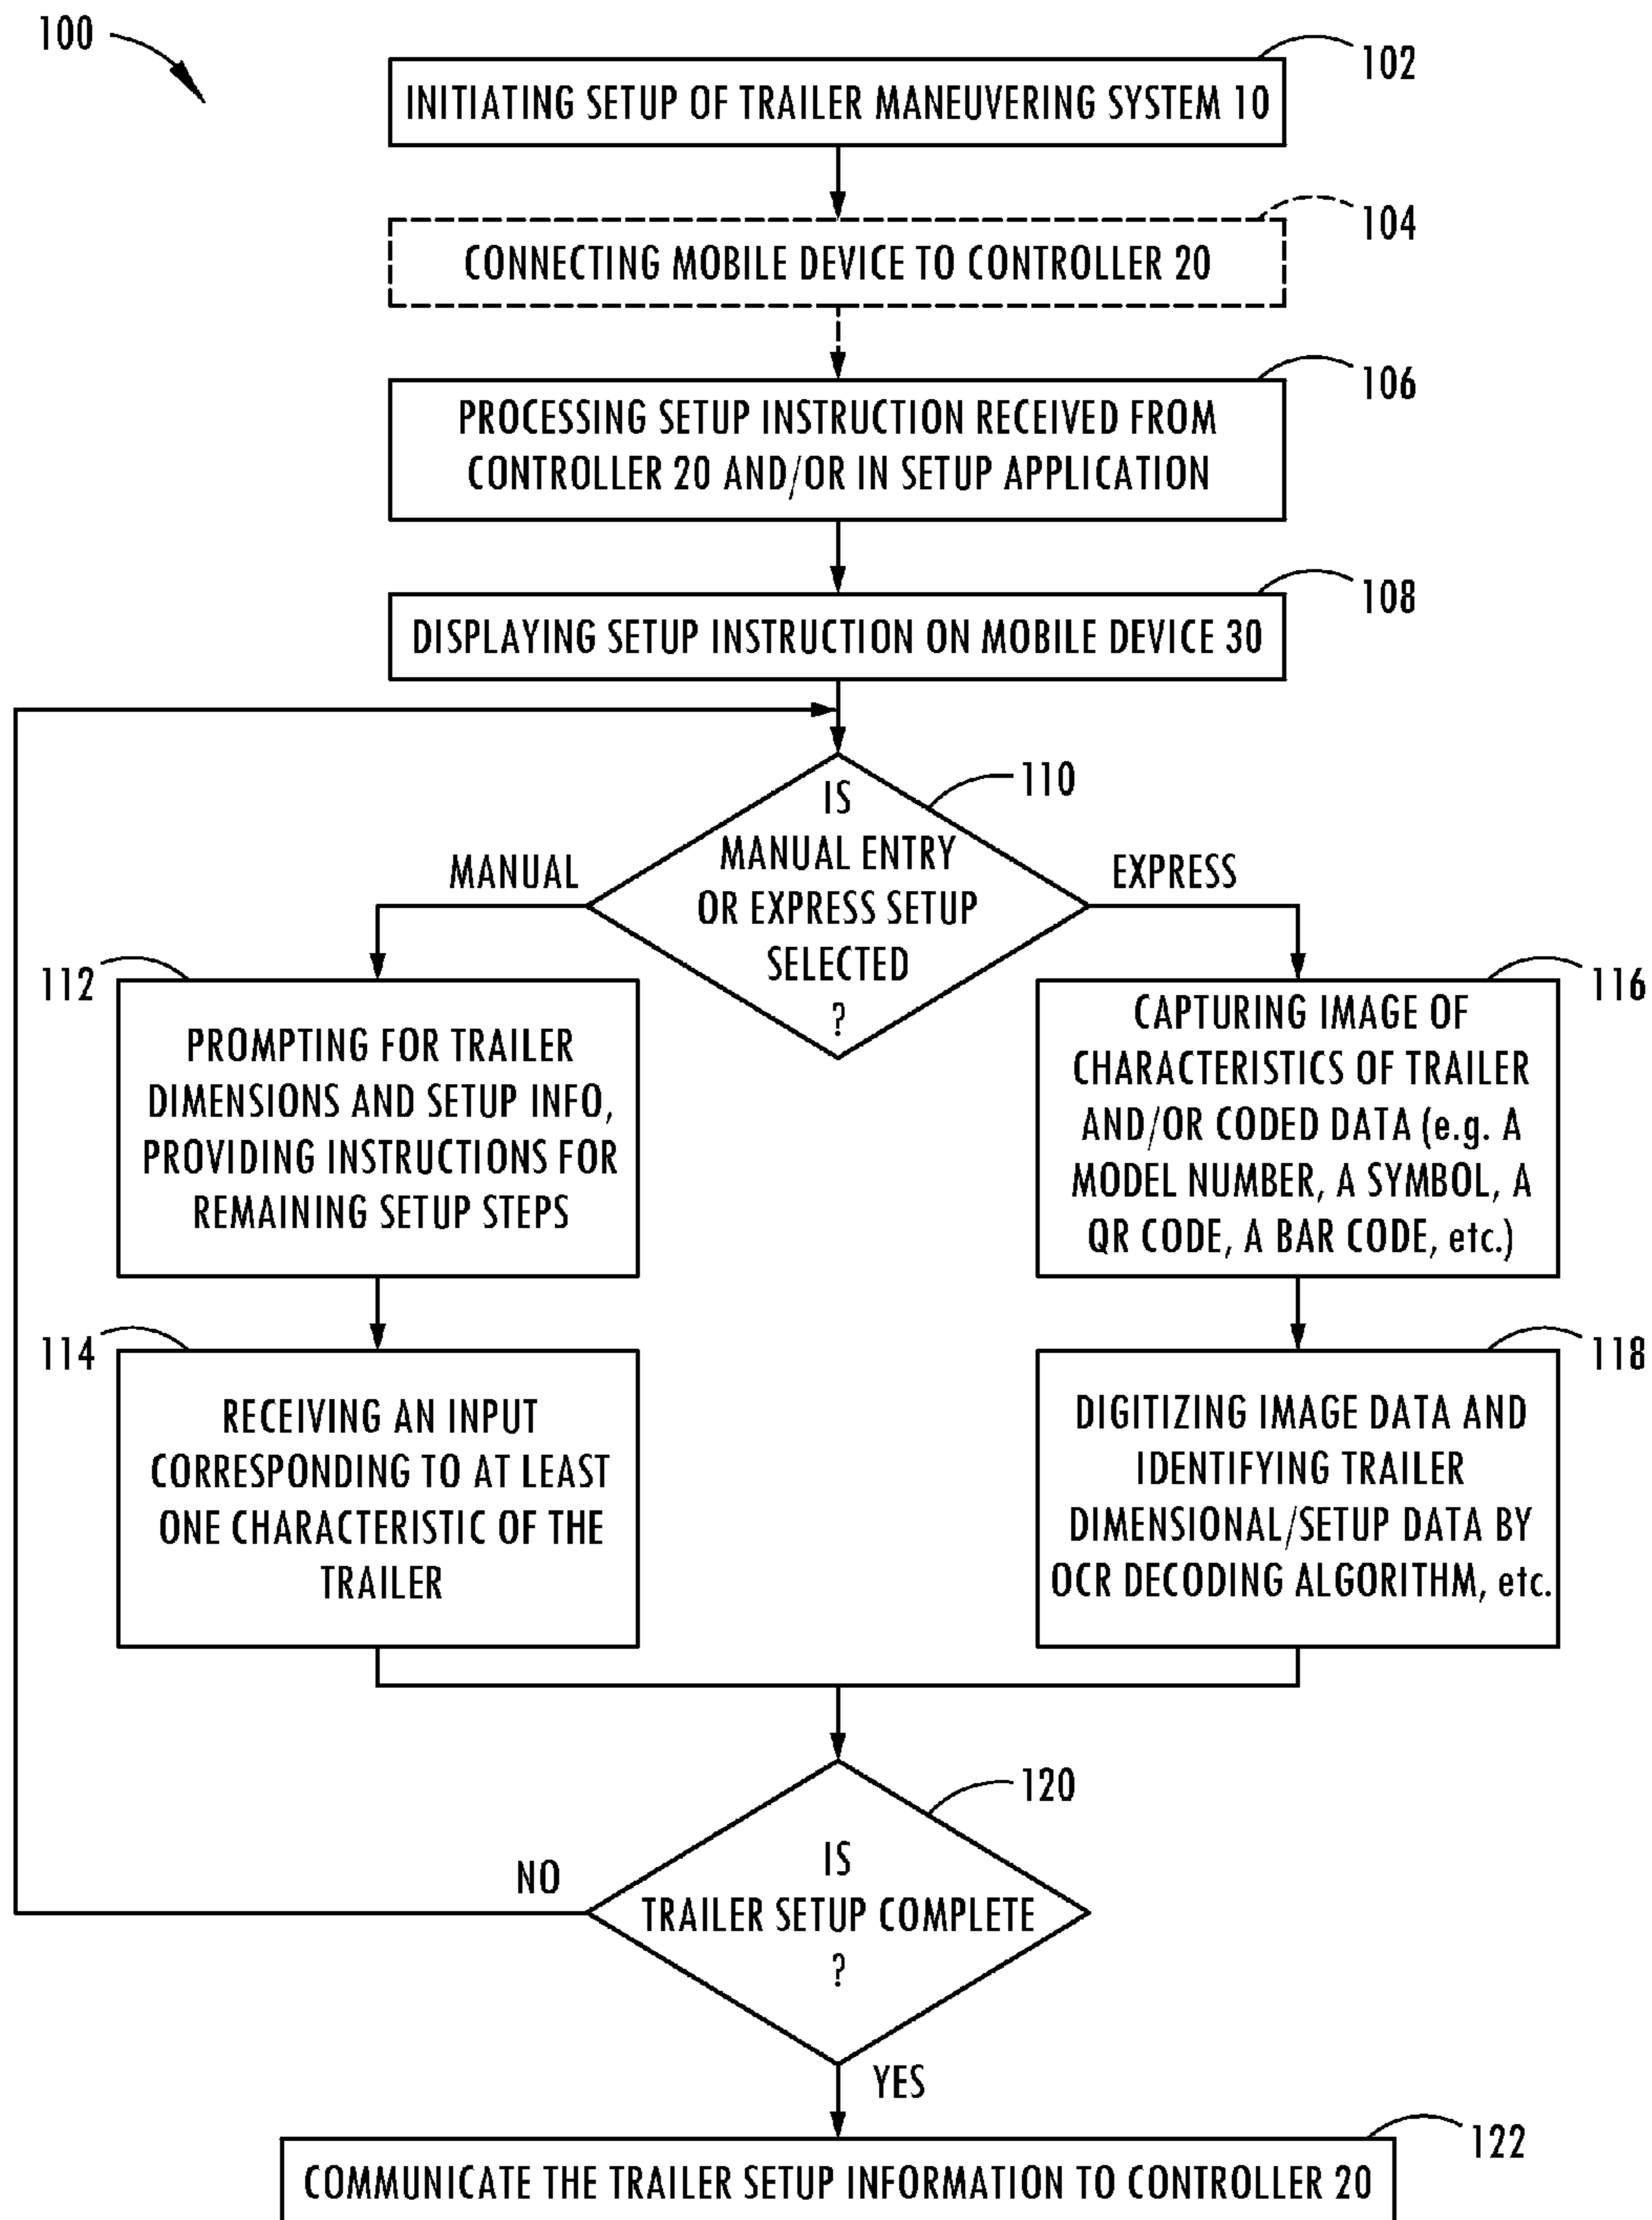 100
102
INITIATING SETUP OF TRAILER MANEUVERING SYSTEM 10
104
CONNECTING MOBILE DEVICE TO CONTROLLER 20
106
PROCESSING SETUP INSTRUCTION RECEIVED FROM
CONTROLLER 20 AND/OR IN SETUP APPLICATION
108
DISPLAYING SETUP INSTRUCTION ON MOBILE DEVICE 30
110
IS
MANUAL ENTRY
OR EXPRESS SETUP
SELECTED
?
MANUAL
EXPRESS
112
PROMPTING FOR TRAILER
DIMENSIONS AND SETUP INFO,
PROVIDING INSTRUCTIONS FOR
REMAINING SETUP STEPS
116
CAPTURING IMAGE OF
CHARACTERISTICS OF TRAILER
AND/OR CODED DATA (e.g. A
MODEL NUMBER, A SYMBOL, A
QR CODE, A BAR CODE, etc.)
114
RECEIVING AN INPUT
CORRESPONDING TO AT LEAST
ONE CHARACTERISTIC OF THE
TRAILER
118
DIGITIZING IMAGE DATA AND
IDENTIFYING TRAILER
DIMENSIONAL/SETUP DATA BY
OCR DECODING ALGORITHM, etc.
120
IS
TRAILER SETUP COMPLETE
?
NO
YES
122
COMMUNICATE THE TRAILER SETUP INFORMATION TO CONTROLLER 20